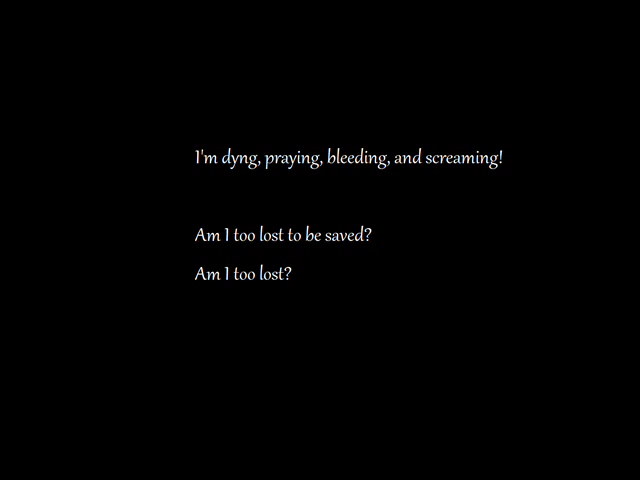 I'm dyng, praying, bleeding, and screaming!
Am I too lost to be saved?
Am I too lost?